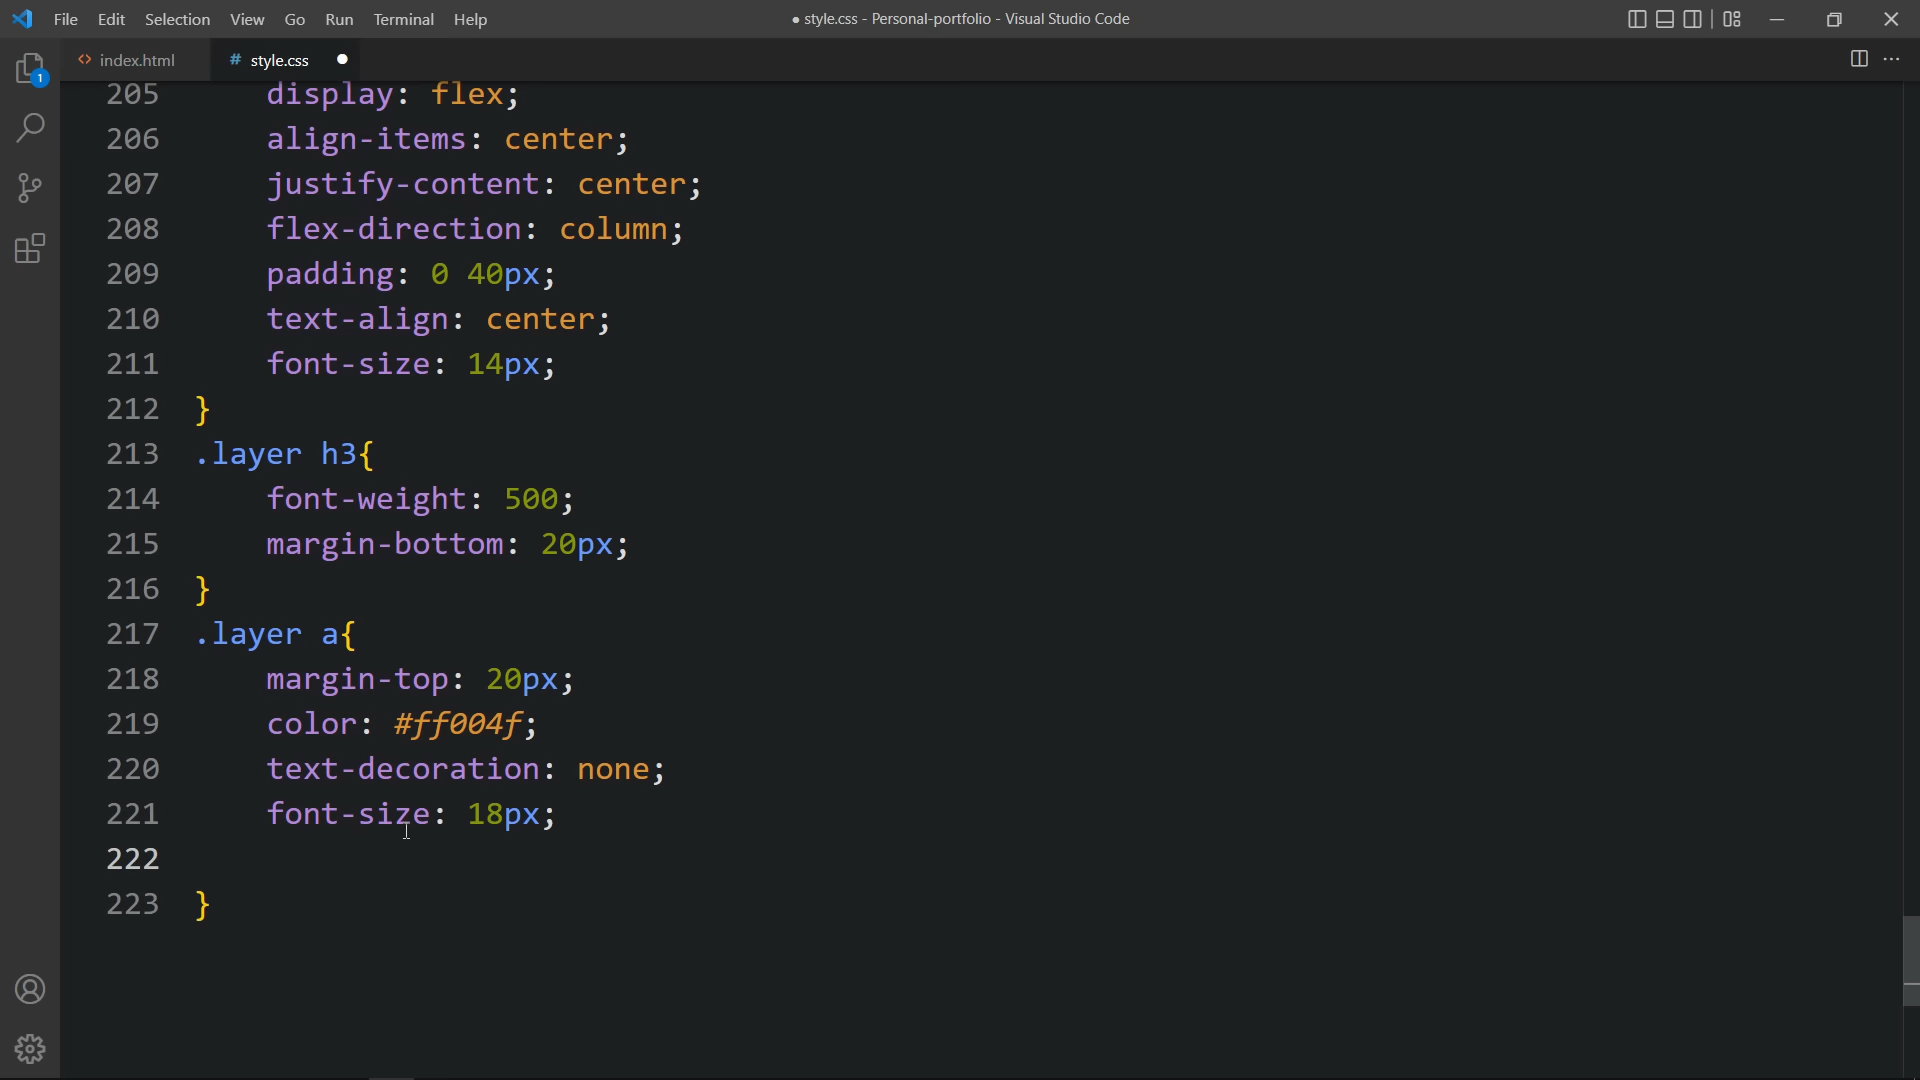 File Edit Selection View Go Run Terminal Help
● style.css - Personal-portfolio - Visual Studio Code
index.html
# style.css
1
205 display: flex;
206 align-items: center;
207 justify-content: center;
208 flex-direction: column;
209 padding: 0 40px;
210 text-align: center;
211 font-size: 14px;
212 }
213 .layer h3{
214 font-weight: 500;
215 margin-bottom: 20px;
216 }
217 .layer a{
218 margin-top: 20px;
219 color: #ff004f;
220 text-decoration: none;
221 font-size: 18px;
222
223 }